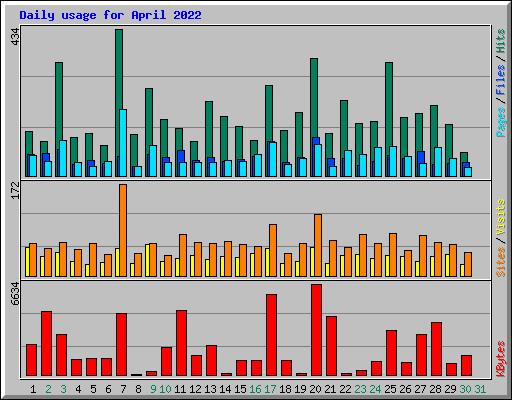 Daily usage for April 2022
434
Pages / Files / Hits
172
Sites / Visits
6634
KBytes
1 2 3 4 5 6 7 8 9 10 11 12 13 14 15 16 17 18 19 20 21 22 23 24 25 26 27 28 29 30 31